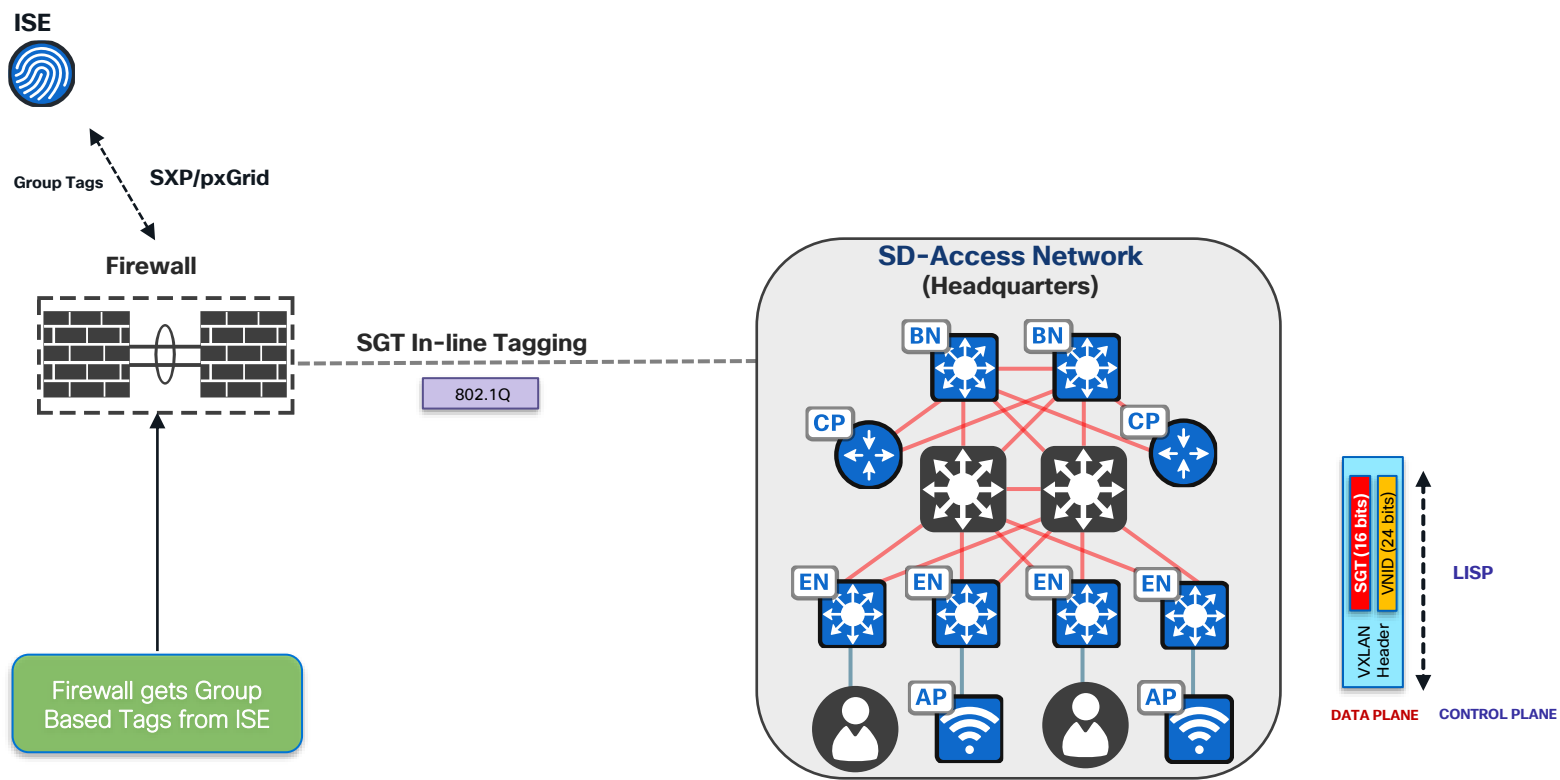 ISE
Group Tags
SXP/pxGrid
Firewall
SGT In-line Tagging
802.1Q
Firewall gets Group
Based Tags from ISE
SD-Access Network
(Headquarters)
BN
BN
CP
CP
EN
EN
EN
EN
AP
AP
SGT (16 bits)
VNID (24 bits)
VXLAN
Header
LISP
DATA PLANE
CONTROL PLANE